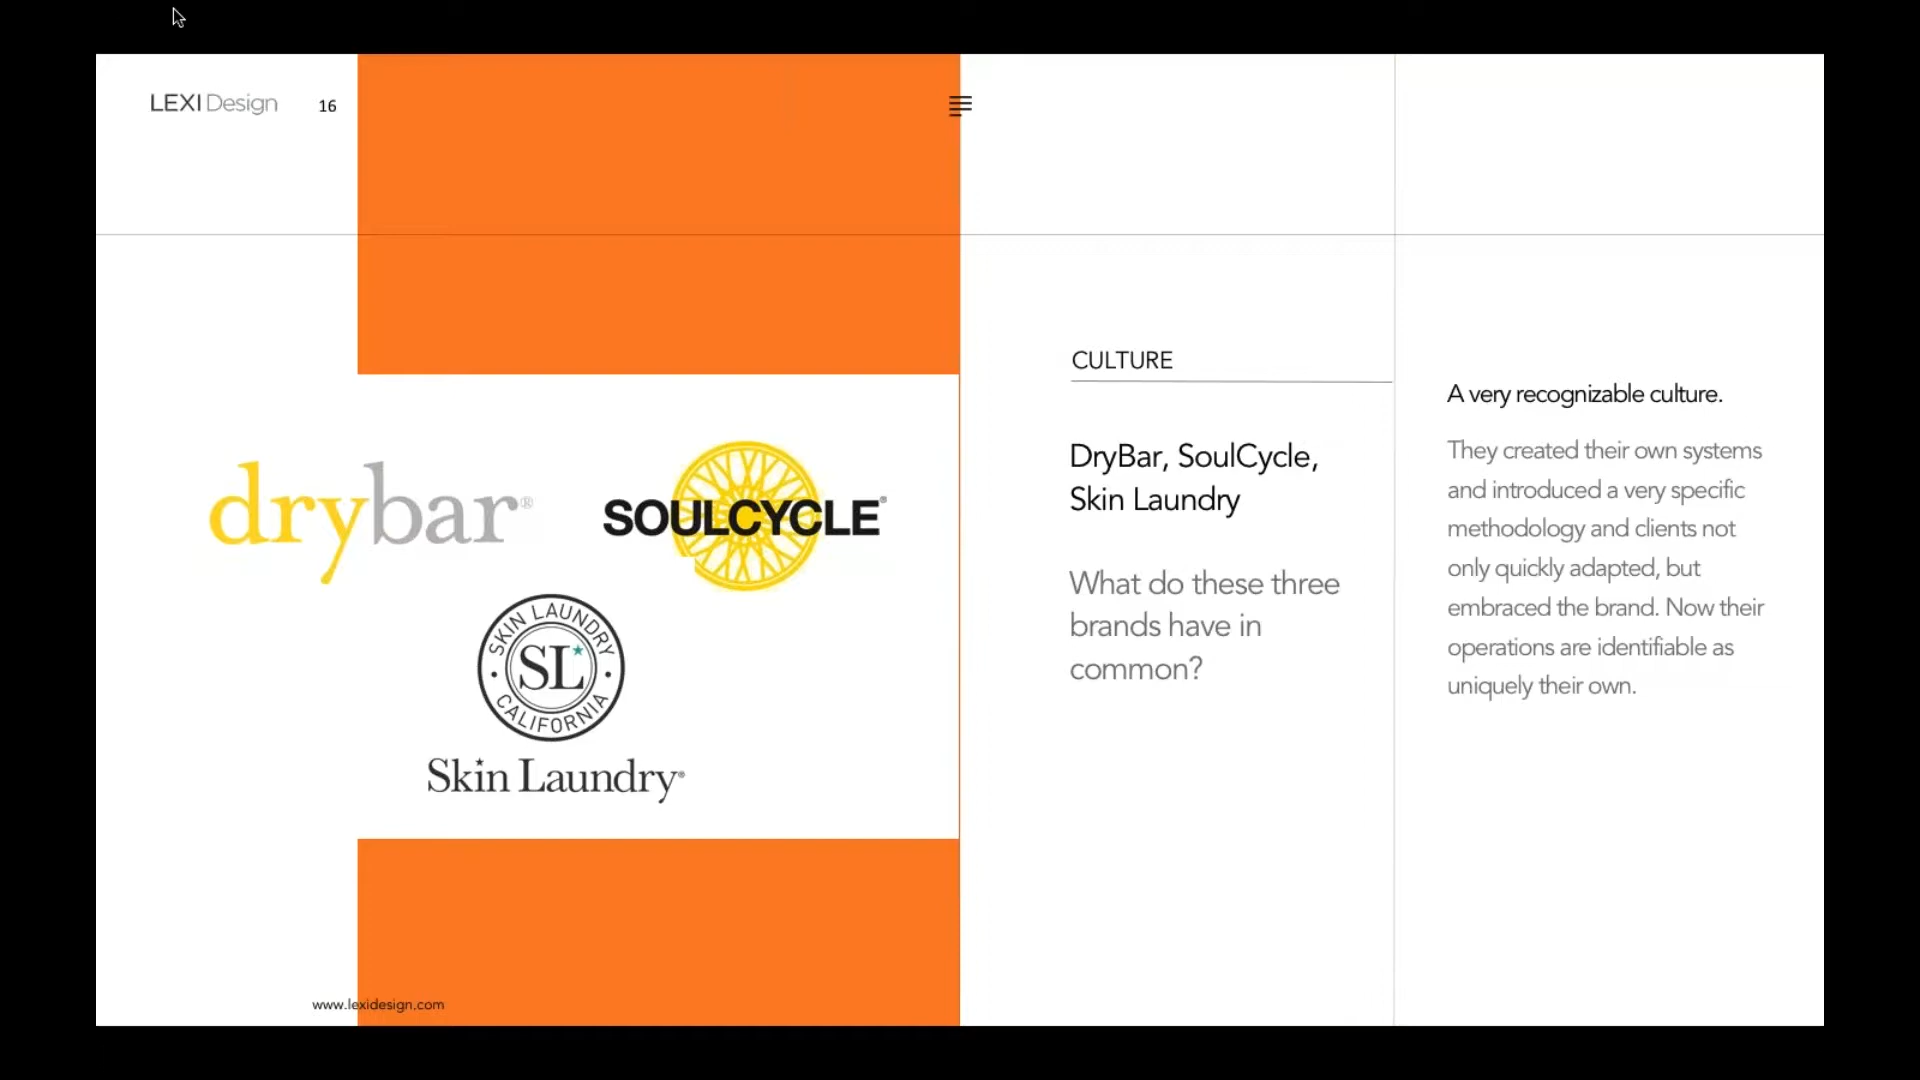 LEXI Design 16
drybar®
SOULCYCLE®
SKIN LAUNDRY
SL
CALIFORNIA
Skin Laundry®
www.lexidesign.com
CULTURE
DryBar, SoulCycle,
Skin Laundry
What do these three
brands have in
common?
A very recognizable culture.
They created their own systems
and introduced a very specific
methodology and clients not
only quickly adapted, but
embraced the brand. Now their
operations are identifiable as
uniquely their own.